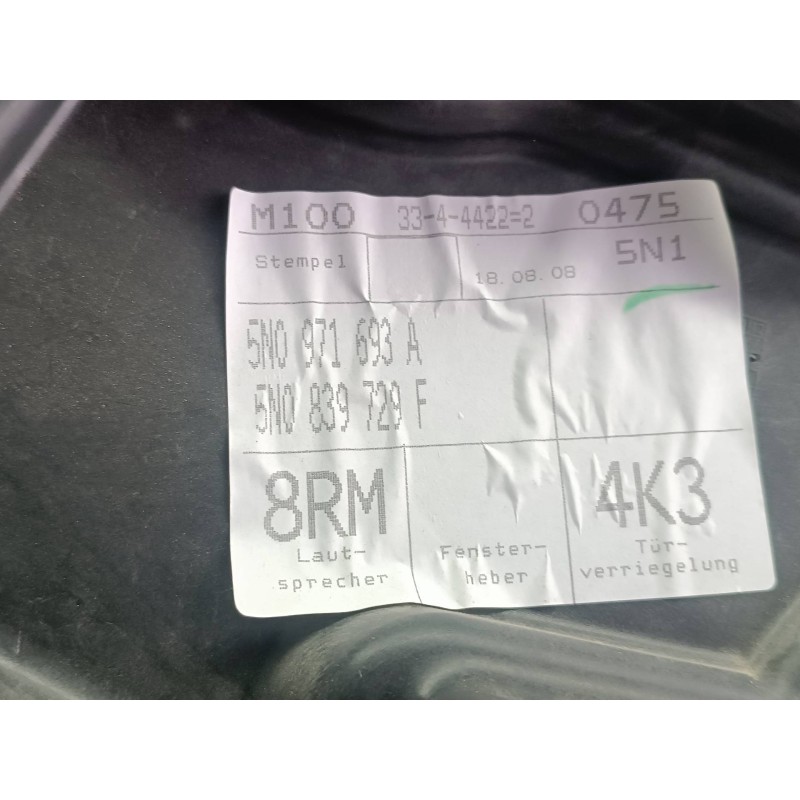 M100 33-4-4422=2 0475
Stempel 18.08.08 5N1
5N0 971 693 A
5N0 839 729 F
8RM 4K3
Laut- Fenster- Tür-
sprecher heber verriegelung